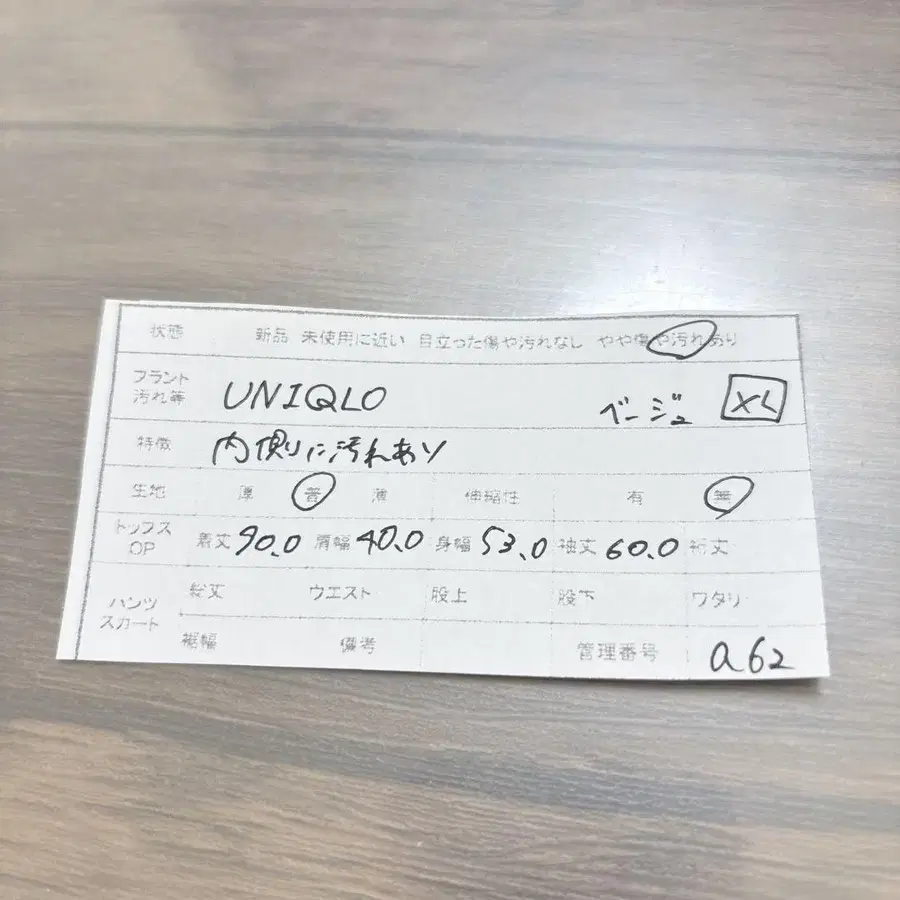 状態 新品 未使用に近い 目立った傷や汚れなし やや傷や汚れあり
ブランド 汚れ等 UNIQLO ベージュ XL
特徴 内側に汚れあり
生地 厚 普 薄 伸縮性 有 無
トップス OP 着丈 90.0 肩幅 40.0 身幅 53.0 袖丈 60.0 裄丈
パンツ スカート 総丈 ウエスト 股上 股下 ワタリ
裾幅 備考 管理番号 a62